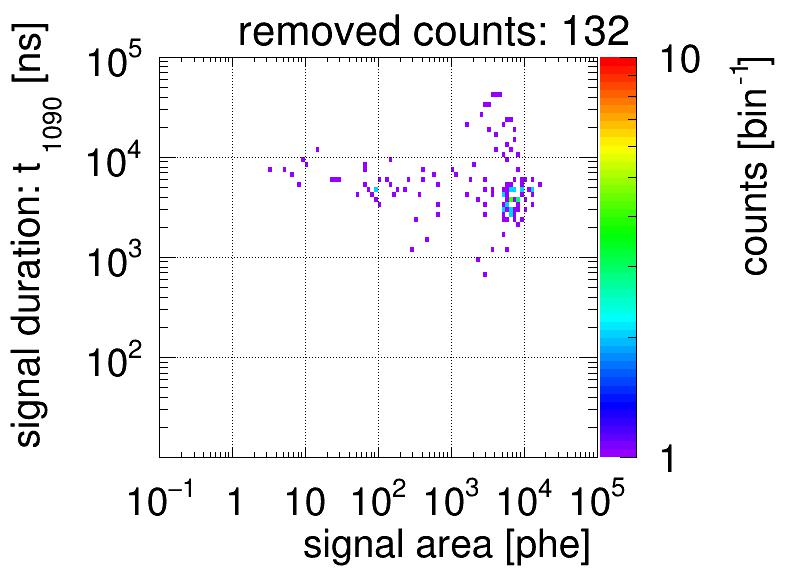 removed counts: 132
signal duration: t 1090 [ns]
10^5
10^4
10^3
10^2
10^−1 1 10 10^2 10^3 10^4 10^5
signal area [phe]
10
1
counts [bin^-1]